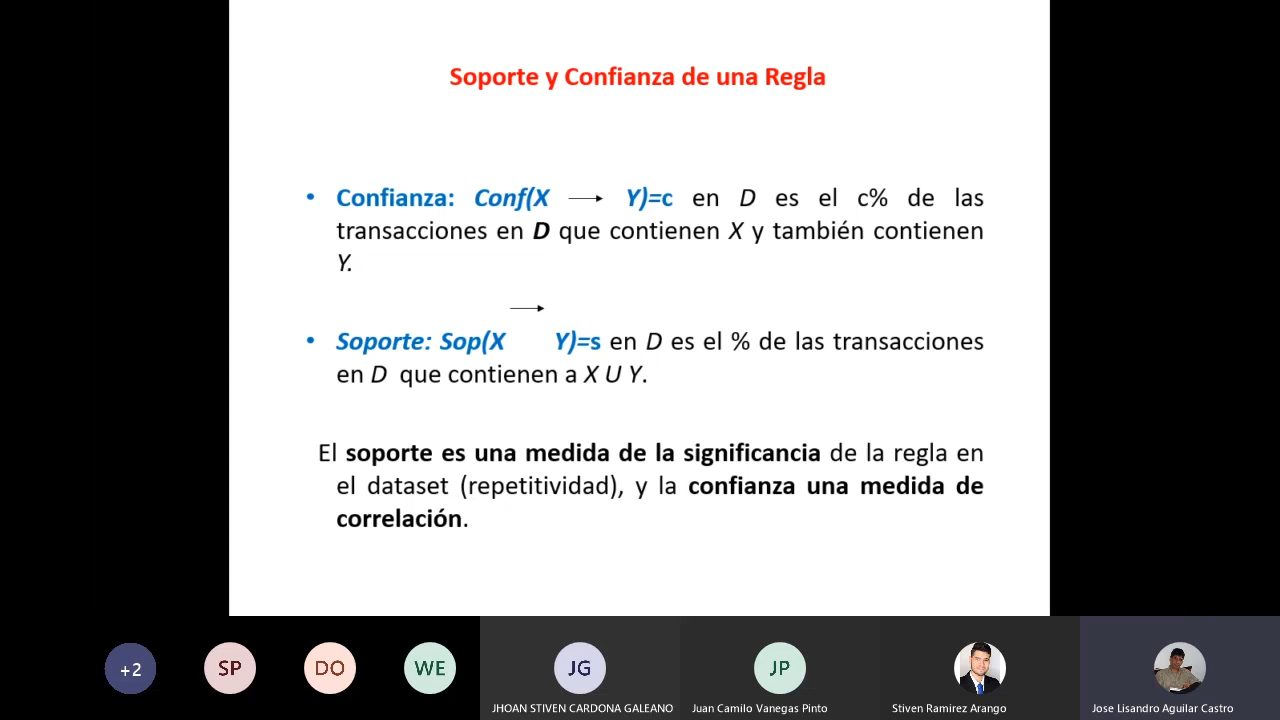 Soporte y Confianza de una Regla
• Confianza: Conf(X → Y)=c en D es el c% de las
transacciones en D que contienen X y también contienen
Y.
→
• Soporte: Sop(X Y)=s en D es el % de las transacciones
en D que contienen a X U Y.
El soporte es una medida de la significancia de la regla en
el dataset (repetitividad), y la confianza una medida de
correlación.
+2
SP
DO
WE
JG
JP
JHOAN STIVEN CARDONA GALEANO
Juan Camilo Vanegas Pinto
Stiven Ramirez Arango
Jose Lisandro Aguilar Castro